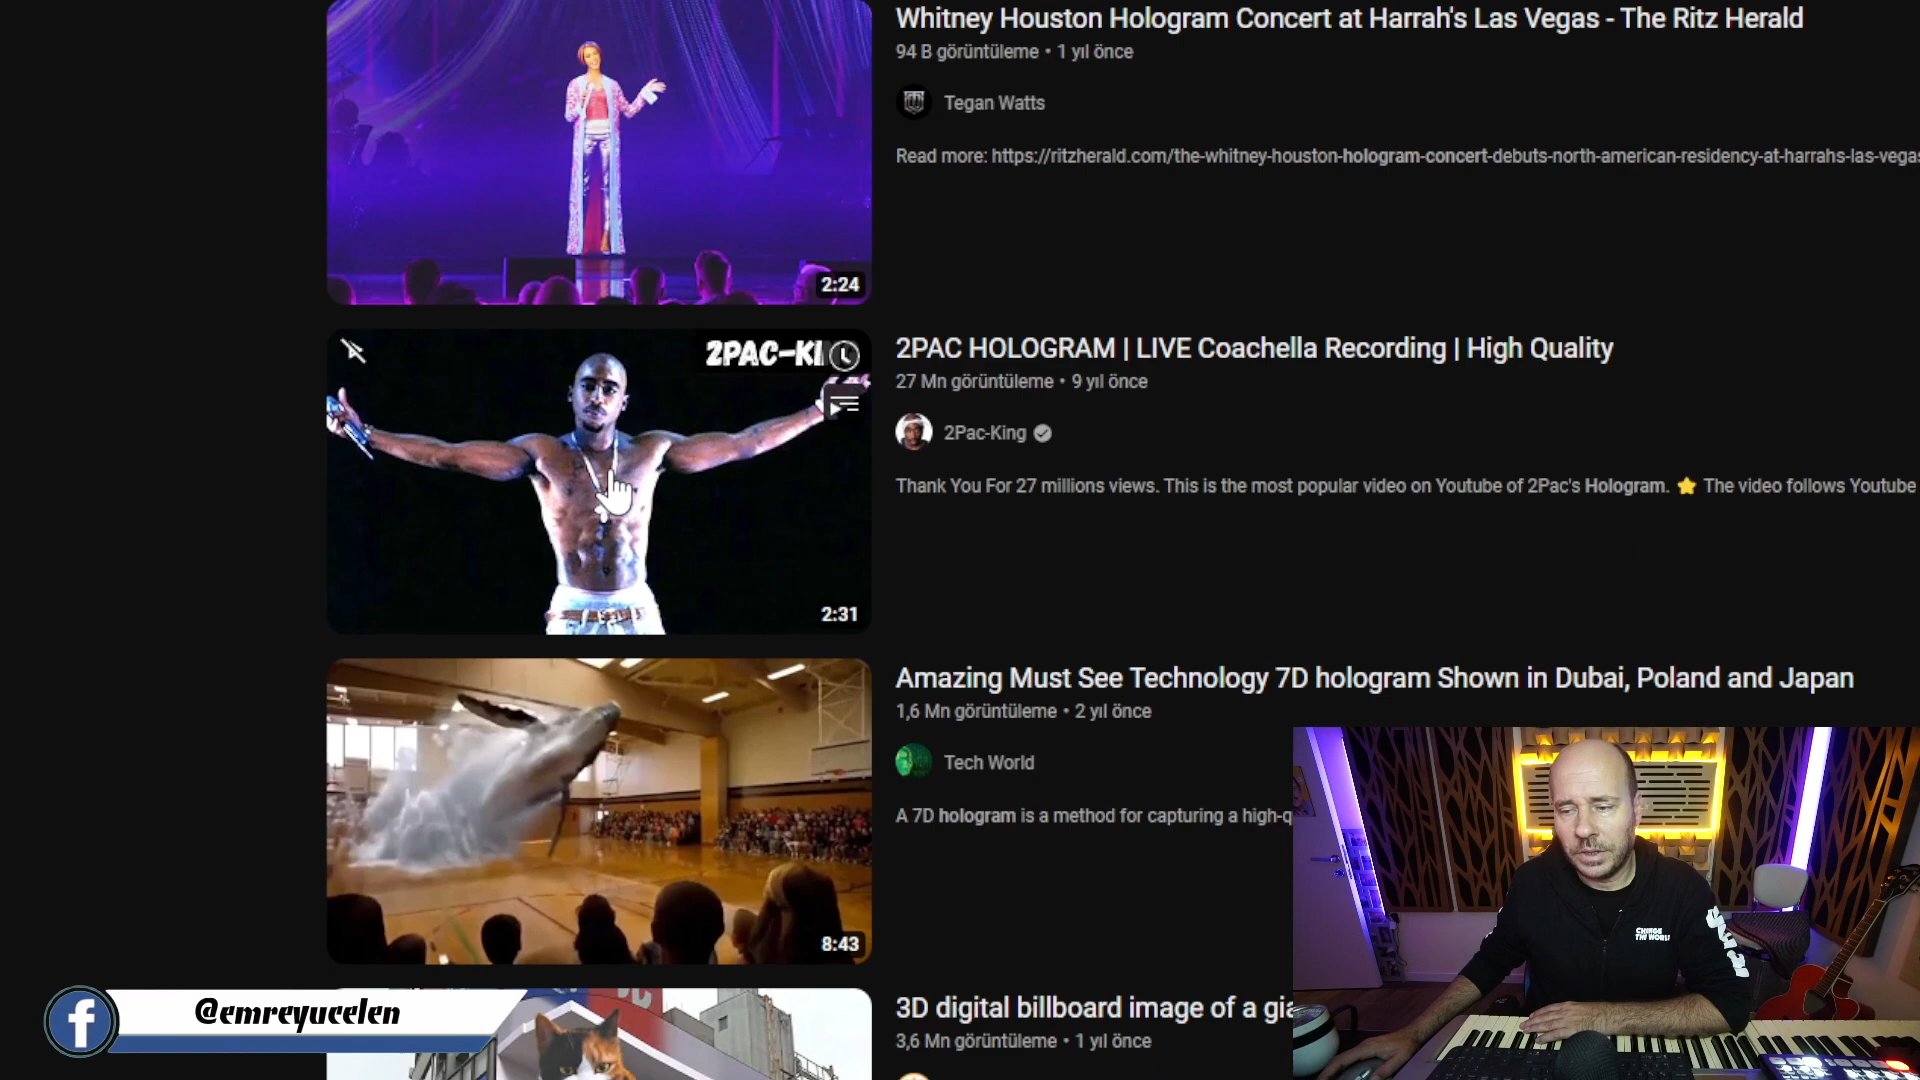 Whitney Houston Hologram Concert at Harrah's Las Vegas - The Ritz Herald
94 B görüntüleme • 1 yıl önce
Tegan Watts
Read more: https://ritzherald.com/the-whitney-houston-hologram-concert-debuts-north-american-residency-at-harrahs-las-vegas
2:24
2PAC-KI
2PAC HOLOGRAM | LIVE Coachella Recording | High Quality
27 Mn görüntüleme • 9 yıl önce
2Pac-King
Thank You For 27 millions views. This is the most popular video on Youtube of 2Pac's Hologram. ⭐ The video follows Youtube
2:31
Amazing Must See Technology 7D hologram Shown in Dubai, Poland and Japan
1,6 Mn görüntüleme • 2 yıl önce
Tech World
A 7D hologram is a method for capturing a high-q
8:43
CHANGE
THE WORLD
@emreyucelen
3D digital billboard image of a gia
3,6 Mn görüntüleme • 1 yıl önce